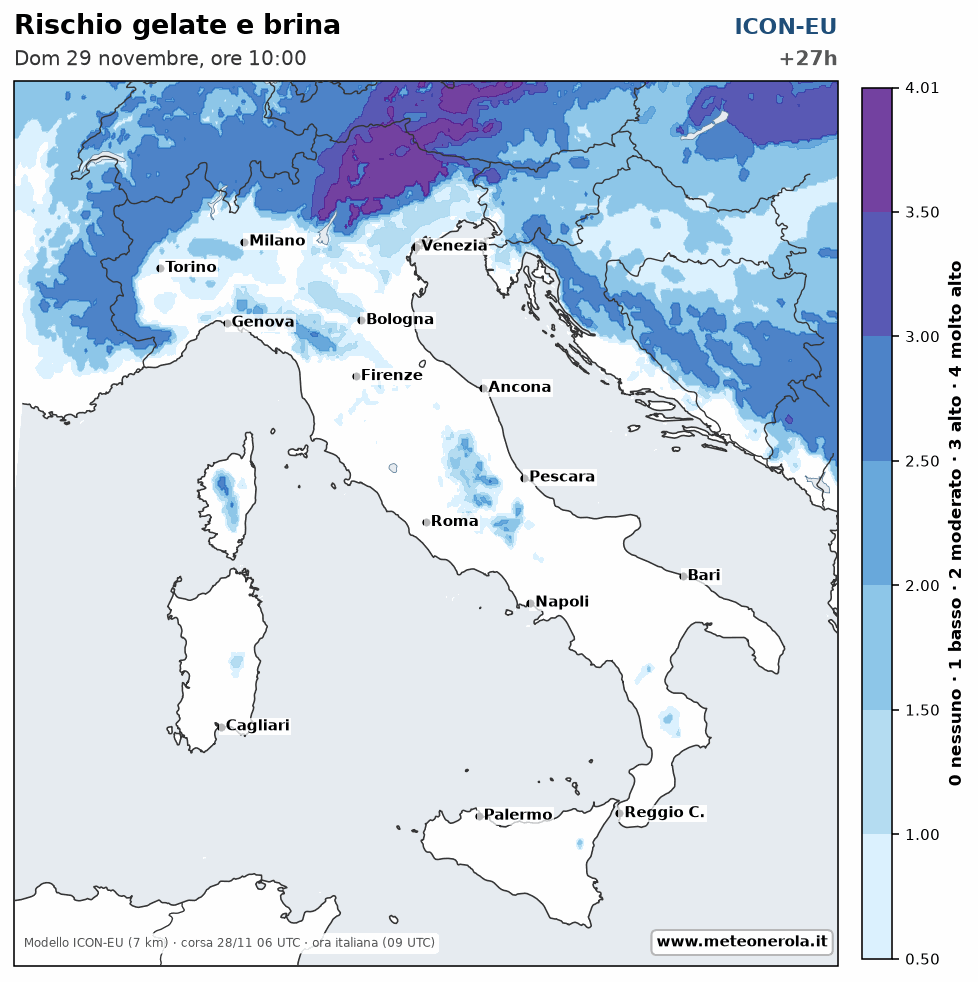 Rischio gelate e brina
ICON-EU
Dom 29 novembre, ore 10:00
+27h
4.01
3.50
3.00
2.50
2.00
1.50
1.00
0.50
0 nessuno · 1 basso · 2 moderato · 3 alto · 4 molto alto
Milano
Venezia
Torino
Genova
Bologna
Firenze
Ancona
Pescara
Roma
Bari
Napoli
Cagliari
Palermo
Reggio C.
Modello ICON-EU (7 km) · corsa 28/11 06 UTC · ora italiana (09 UTC)
www.meteonerola.it